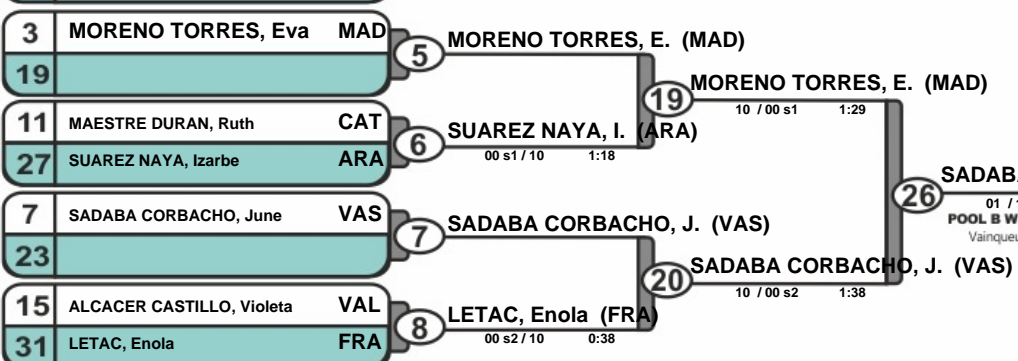 3 MORENO TORRES, Eva MAD
19
5
MORENO TORRES, E. (MAD)
11 MAESTRE DURAN, Ruth CAT
27 SUAREZ NAYA, Izarbe ARA
6
SUAREZ NAYA, I. (ARA)
00 s1 / 10 1:18
19
MORENO TORRES, E. (MAD)
10 / 00 s1 1:29
7 SADABA CORBACHO, June VAS
23
7
SADABA CORBACHO, J. (VAS)
15 ALCACER CASTILLO, Violeta VAL
31 LETAC, Enola FRA
8
LETAC, Enola (FRA)
00 s2 / 10 0:38
20
SADABA CORBACHO, J. (VAS)
10 / 00 s2 1:38
26
01 /
POOL B